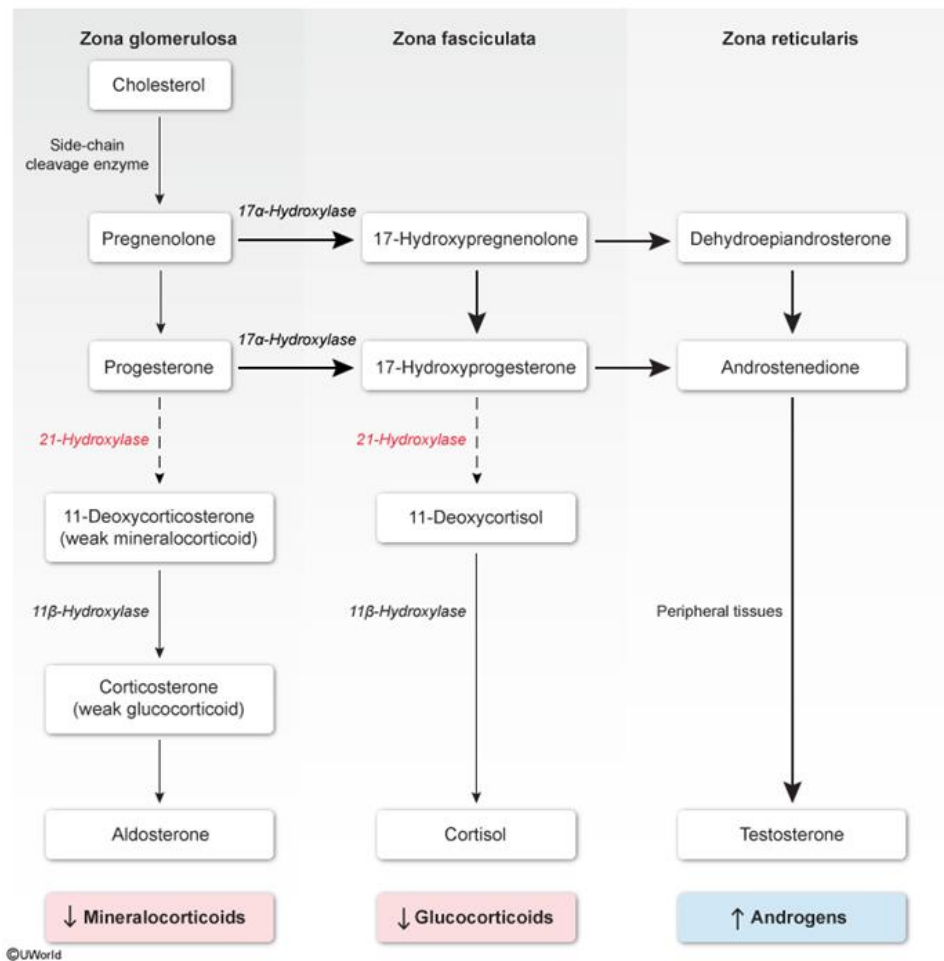 Zona glomerulosa
Zona fasciculata
Zona reticularis
Cholesterol
Side-chain
cleavage enzyme
17α-Hydroxylase
Pregnenolone
17-Hydroxypregnenolone
Dehydroepiandrosterone
17α-Hydroxylase
Progesterone
17-Hydroxyprogesterone
Androstenedione
21-Hydroxylase
21-Hydroxylase
11-Deoxycorticosterone
(weak mineralocorticoid)
11-Deoxycortisol
11β-Hydroxylase
11β-Hydroxylase
Peripheral tissues
Corticosterone
(weak glucocorticoid)
Aldosterone
Cortisol
Testosterone
↓ Mineralocorticoids
↓ Glucocorticoids
↑ Androgens
©UWorld